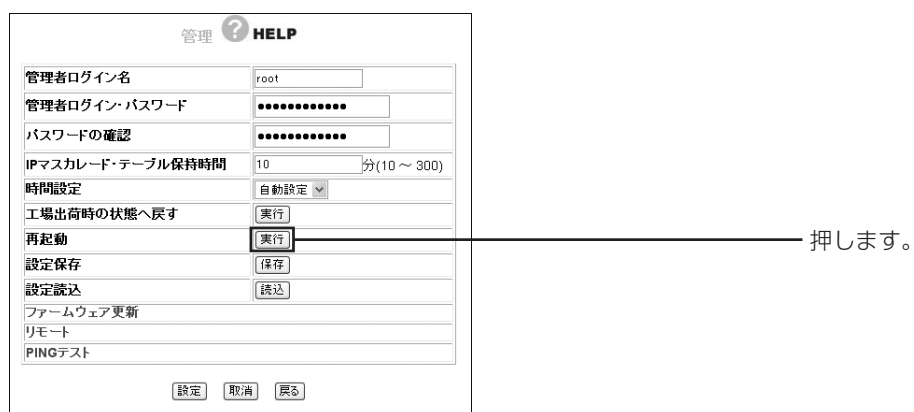 管理 ? HELP
管理者ログイン名 root
管理者ログイン・パスワード ●●●●●●●●●●●●
パスワードの確認 ●●●●●●●●●●●●
IPマスカレード・テーブル保持時間 10 分(10 ～ 300)
時間設定 自動設定
工場出荷時の状態へ戻す 実行
再起動 実行 押します。
設定保存 保存
設定読込 読込
ファームウェア更新
リモート
PINGテスト
設定 取消 戻る